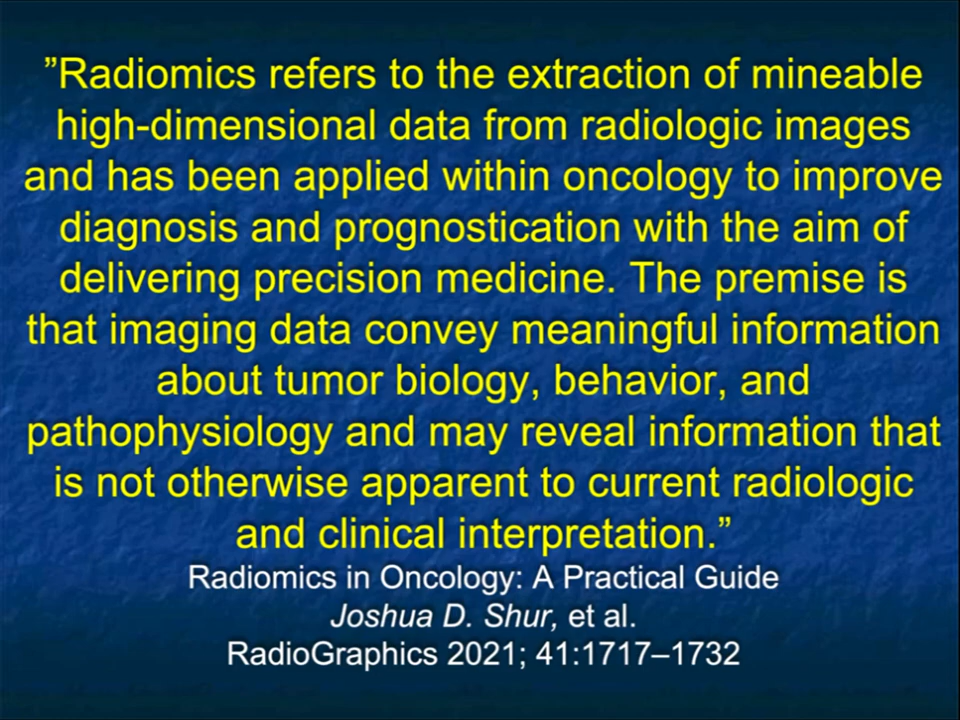 ”Radiomics refers to the extraction of mineable
high-dimensional data from radiologic images
and has been applied within oncology to improve
diagnosis and prognostication with the aim of
delivering precision medicine. The premise is
that imaging data convey meaningful information
about tumor biology, behavior, and
pathophysiology and may reveal information that
is not otherwise apparent to current radiologic
and clinical interpretation.”
Radiomics in Oncology: A Practical Guide
Joshua D. Shur, et al.
RadioGraphics 2021; 41:1717–1732